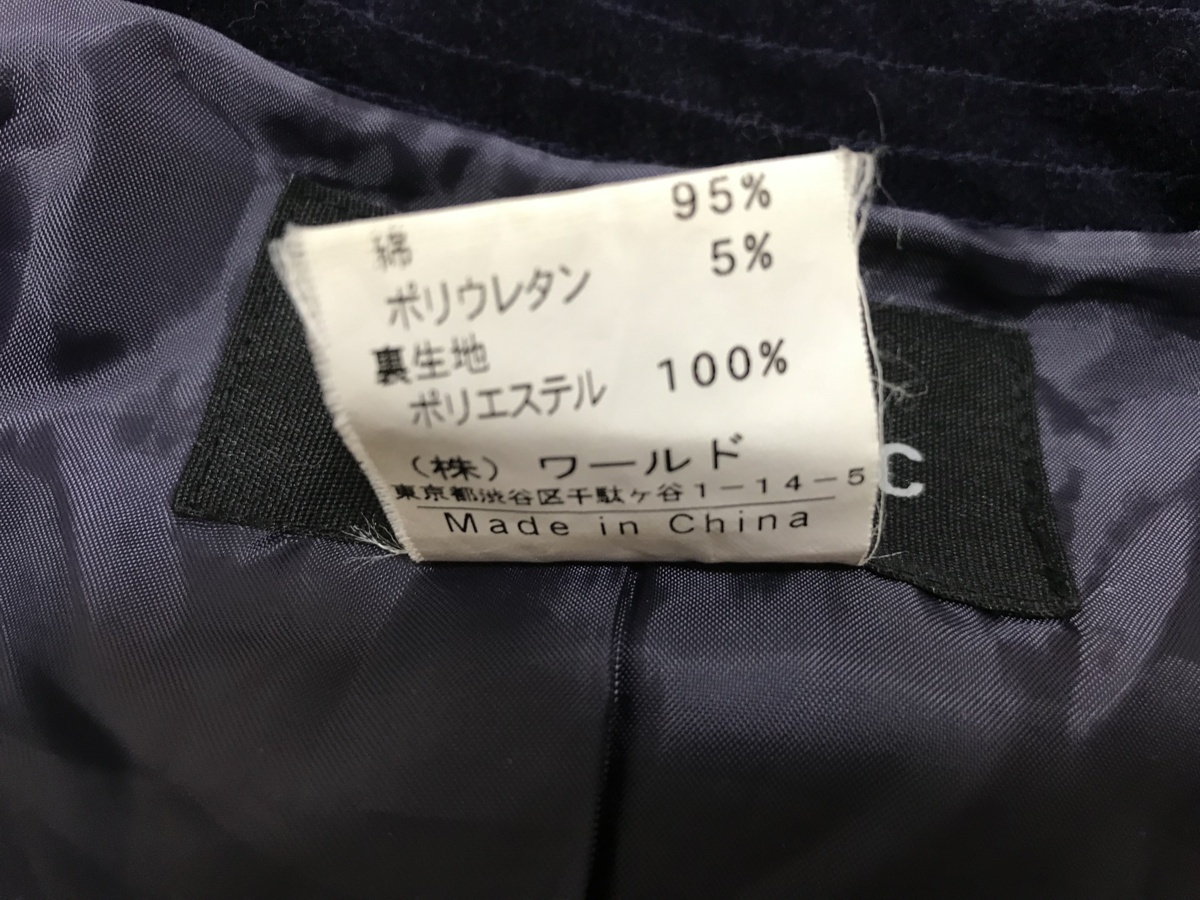 綿 95%
ポリウレタン 5%
裏生地
ポリエステル 100%
(株) ワールド
東京都渋谷区千駄ヶ谷1-14-5
Made in China
C